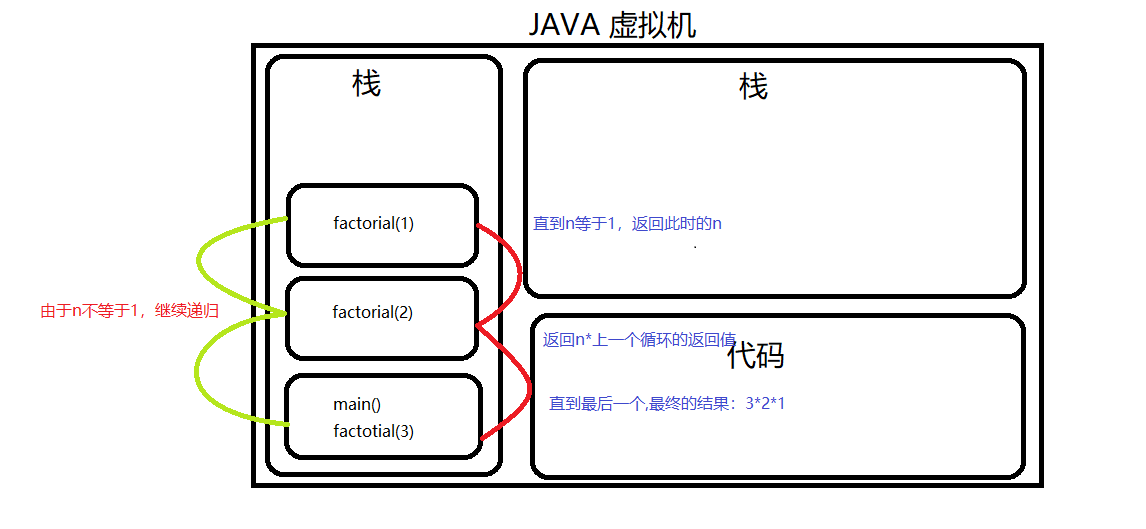 JAVA 虚拟机
栈
栈
factorial(1)
直到n等于1，返回此时的n
由于n不等于1，继续递归
factorial(2)
返回n*上一个循环的返回值
代码
main()
factotial(3)
直到最后一个,最终的结果：3*2*1